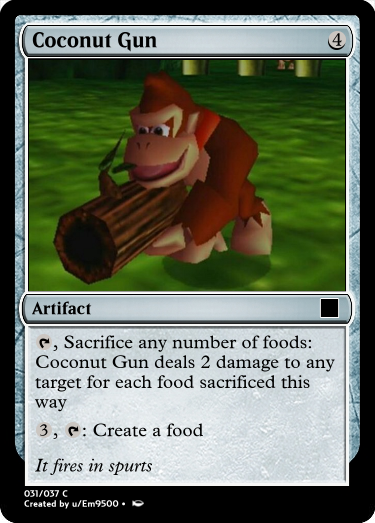 Coconut Gun 4
Artifact
, Sacrifice any number of foods:
Coconut Gun deals 2 damage to any
target for each food sacrificed this
way
3, : Create a food
It fires in spurts
031/037 C
Created by u/Em9500 •